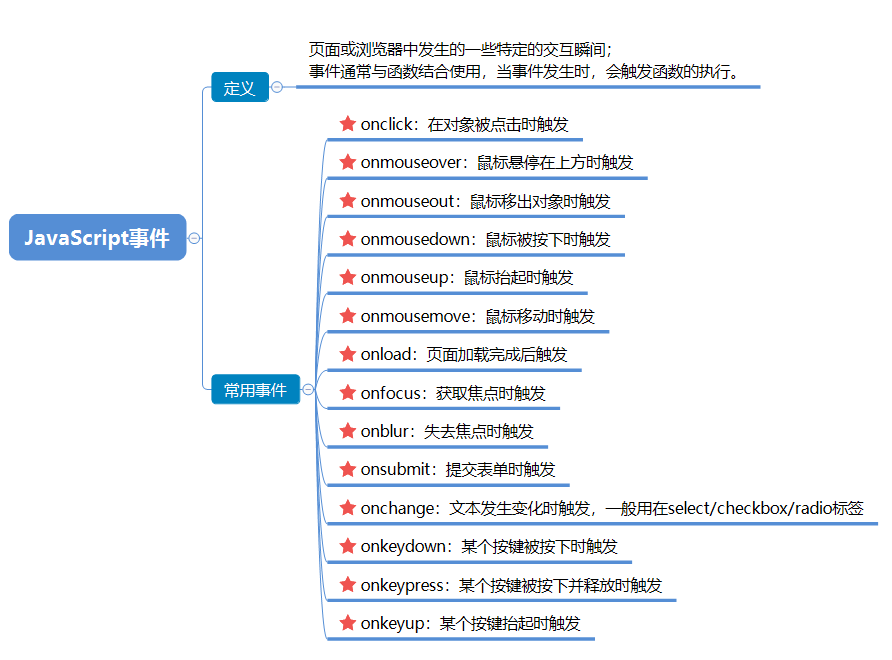 页面或浏览器中发生的一些特定的交互瞬间；
事件通常与函数结合使用，当事件发生时，会触发函数的执行。
定义
onclick：在对象被点击时触发
onmouseover：鼠标悬停在上方时触发
onmouseout：鼠标移出对象时触发
onmousedown：鼠标被按下时触发
JavaScript事件
onmouseup：鼠标抬起时触发
onmousemove：鼠标移动时触发
onload：页面加载完成后触发
常用事件
onfocus：获取焦点时触发
onblur：失去焦点时触发
onsubmit：提交表单时触发
onchange：文本发生变化时触发，一般用在select/checkbox/radio标签
onkeydown：某个按键被按下时触发
onkeypress：某个按键被按下并释放时触发
onkeyup：某个按键抬起时触发